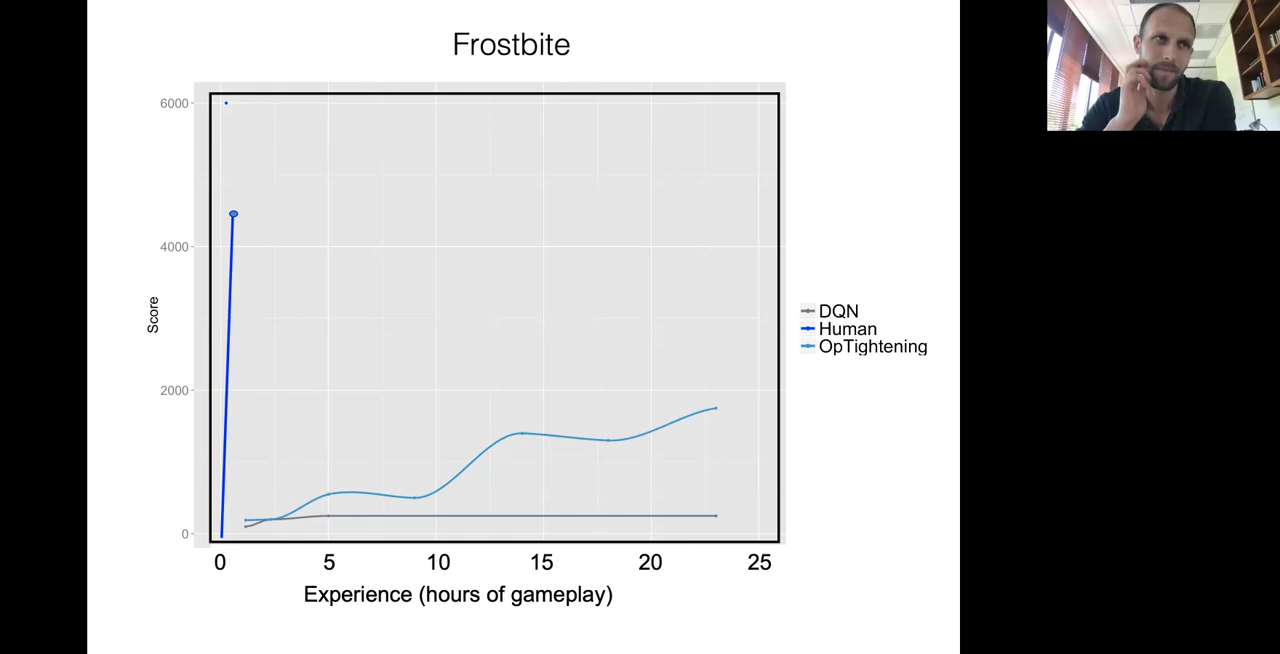 Frostbite
6000
4000
2000
0
Score
0 5 10 15 20 25
Experience (hours of gameplay)
DQN
Human
OpTightening